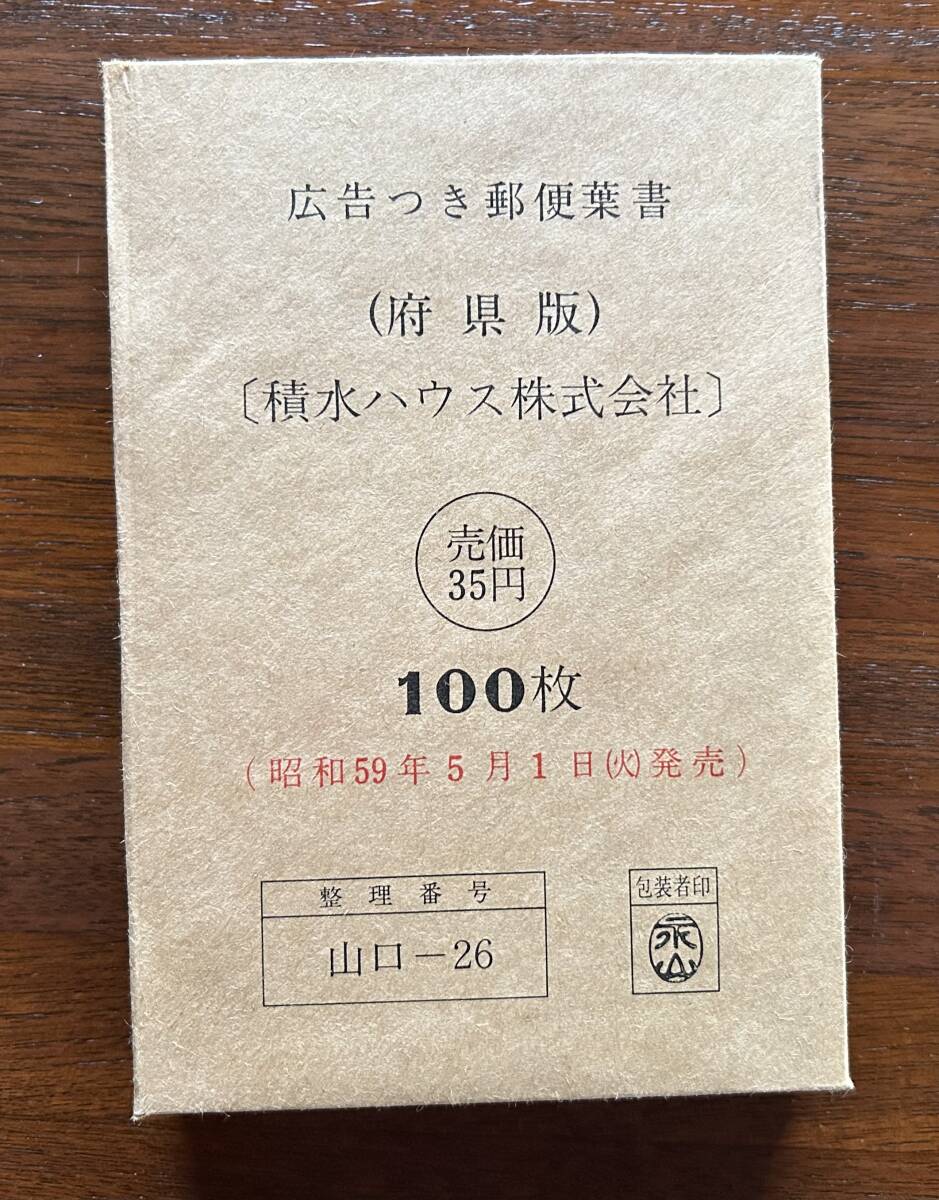 広告つき郵便葉書
(府県版)
〔積水ハウス株式会社〕
売価
35円
100枚
(昭和59年5月1日(火)発売)
整理番号
山口－26
包装者印
永山